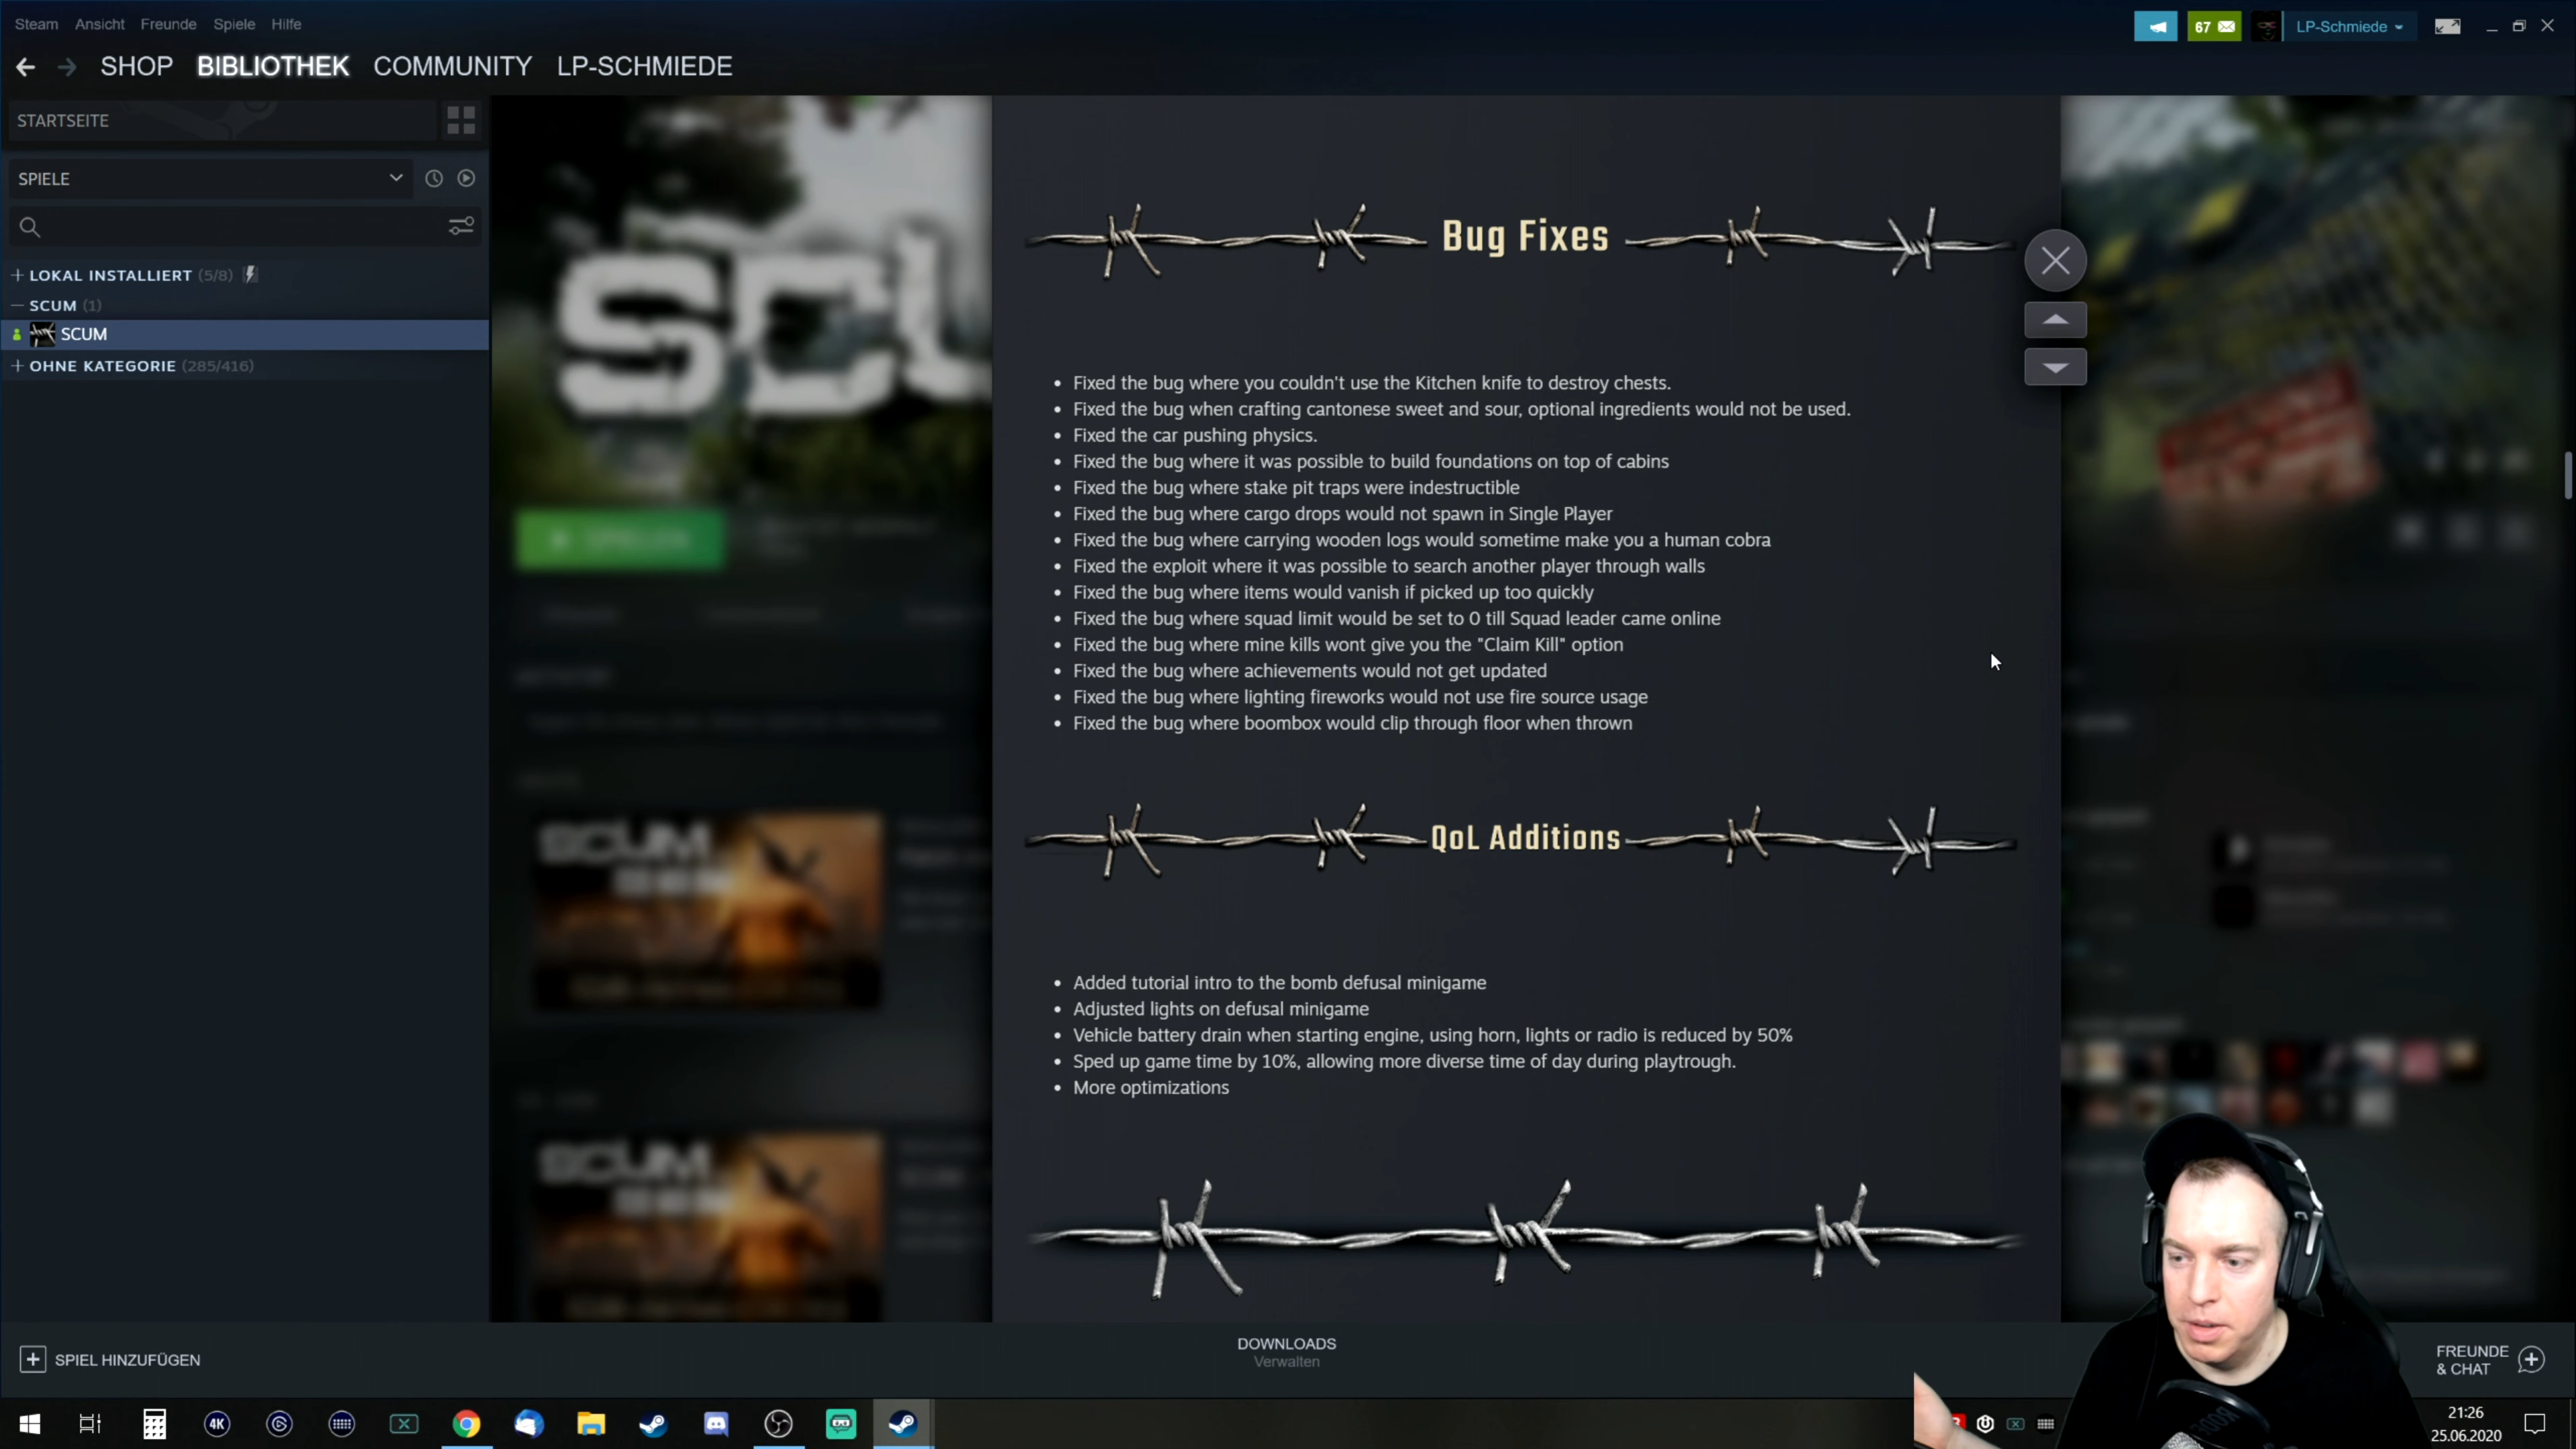 Steam Ansicht Freunde Spiele Hilfe
67
LP-Schmiede
SHOP BIBLIOTHEK COMMUNITY LP-SCHMIEDE
STARTSEITE
SPIELE
LOKAL INSTALLIERT (5/8)
SCUM (1)
SCUM
OHNE KATEGORIE (285/416)
Bug Fixes
• Fixed the bug where you couldn't use the Kitchen knife to destroy chests.
• Fixed the bug when crafting cantonese sweet and sour, optional ingredients would not be used.
• Fixed the car pushing physics.
• Fixed the bug where it was possible to build foundations on top of cabins
• Fixed the bug where stake pit traps were indestructible
• Fixed the bug where cargo drops would not spawn in Single Player
• Fixed the bug where carrying wooden logs would sometime make you a human cobra
• Fixed the exploit where it was possible to search another player through walls
• Fixed the bug where items would vanish if picked up too quickly
• Fixed the bug where squad limit would be set to 0 till Squad leader came online
• Fixed the bug where mine kills wont give you the "Claim Kill" option
• Fixed the bug where achievements would not get updated
• Fixed the bug where lighting fireworks would not use fire source usage
• Fixed the bug where boombox would clip through floor when thrown
QoL Additions
• Added tutorial intro to the bomb defusal minigame
• Adjusted lights on defusal minigame
• Vehicle battery drain when starting engine, using horn, lights or radio is reduced by 50%
• Sped up game time by 10%, allowing more diverse time of day during playtrough.
• More optimizations
SPIELEN
SCUM
SCUM
SPIEL HINZUFÜGEN
DOWNLOADS
Verwalten
FREUNDE
& CHAT
4K
21:26
25.06.2020